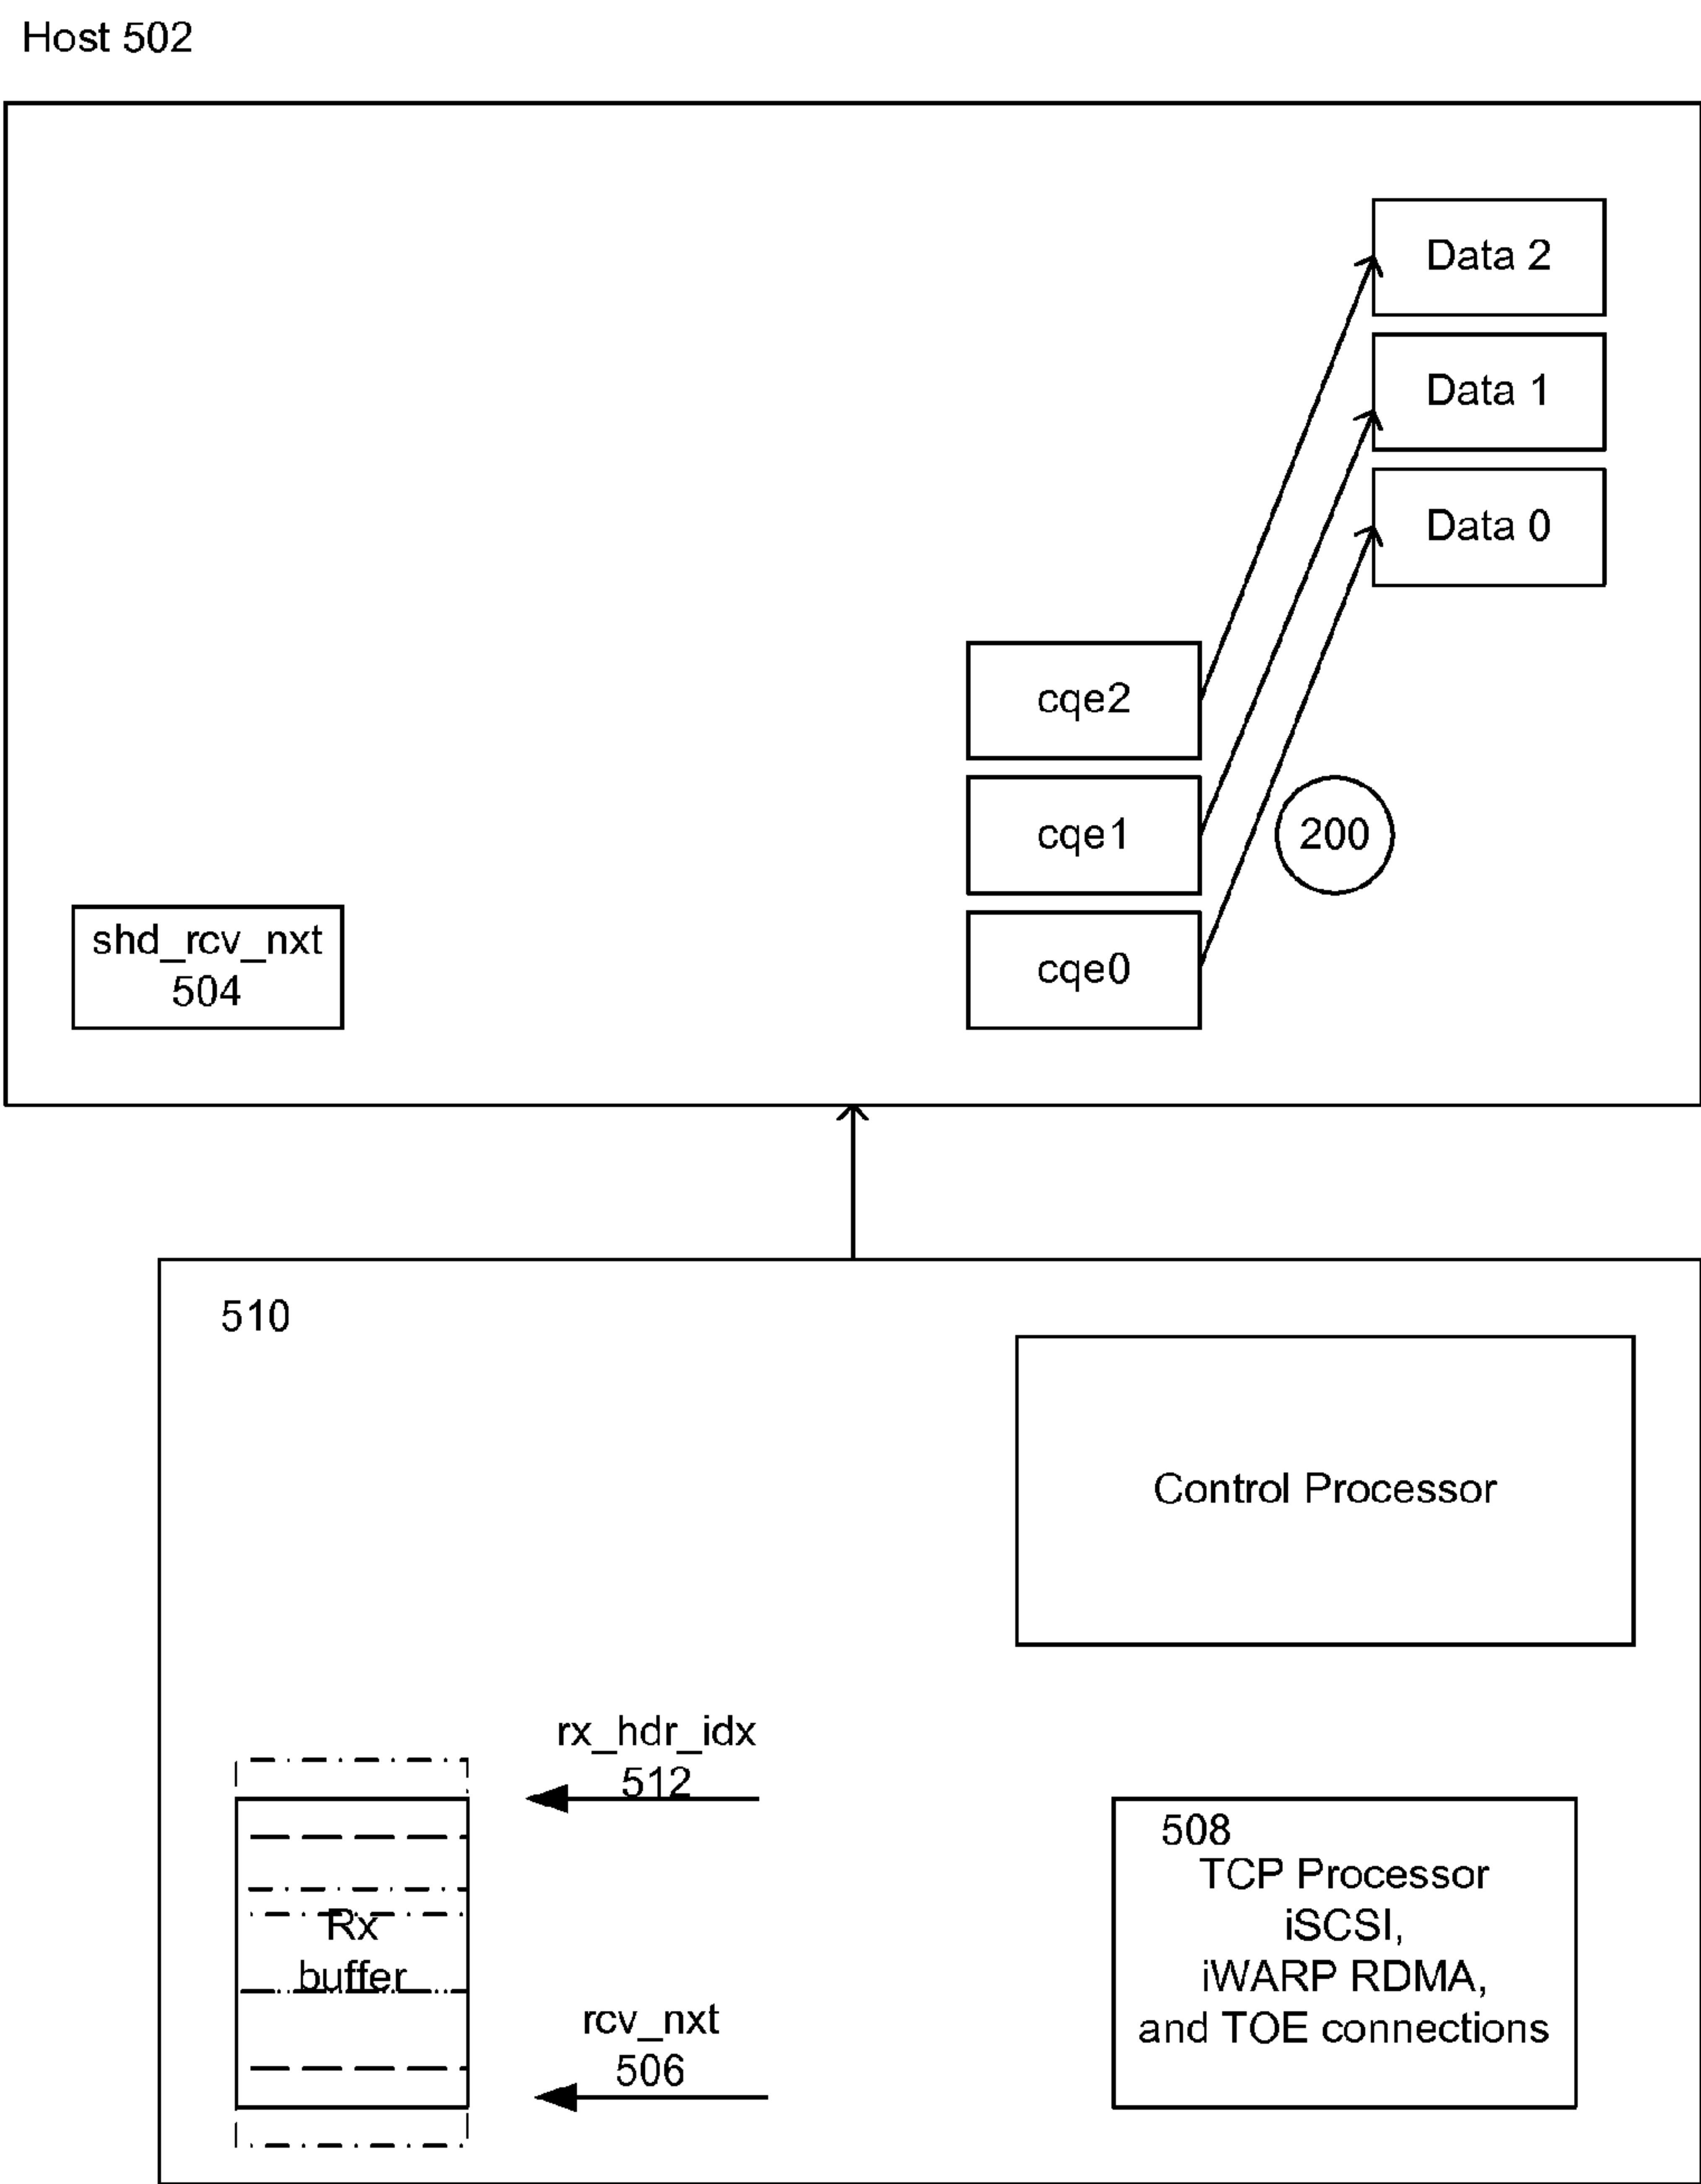 Host 502
Data 2
Data 1
Data 0
cqe2
cqe1
200
cqe0
shd_rcv_nxt
504
510
Control Processor
rx_hdr_idx
512
Rx
buffer
rcv_nxt
506
508
TCP Processor
iSCSI,
iWARP RDMA,
and TOE connections